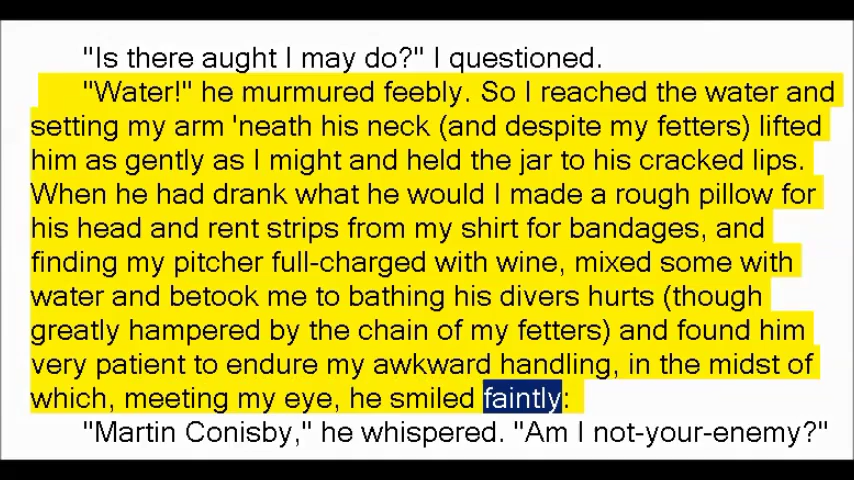 "Is there aught I may do?" I questioned.
"Water!" he murmured feebly. So I reached the water and
setting my arm 'neath his neck (and despite my fetters) lifted
him as gently as I might and held the jar to his cracked lips.
When he had drank what he would I made a rough pillow for
his head and rent strips from my shirt for bandages, and
finding my pitcher full-charged with wine, mixed some with
water and betook me to bathing his divers hurts (though
greatly hampered by the chain of my fetters) and found him
very patient to endure my awkward handling, in the midst of
which, meeting my eye, he smiled faintly:
"Martin Conisby," he whispered. "Am I not-your-enemy?"